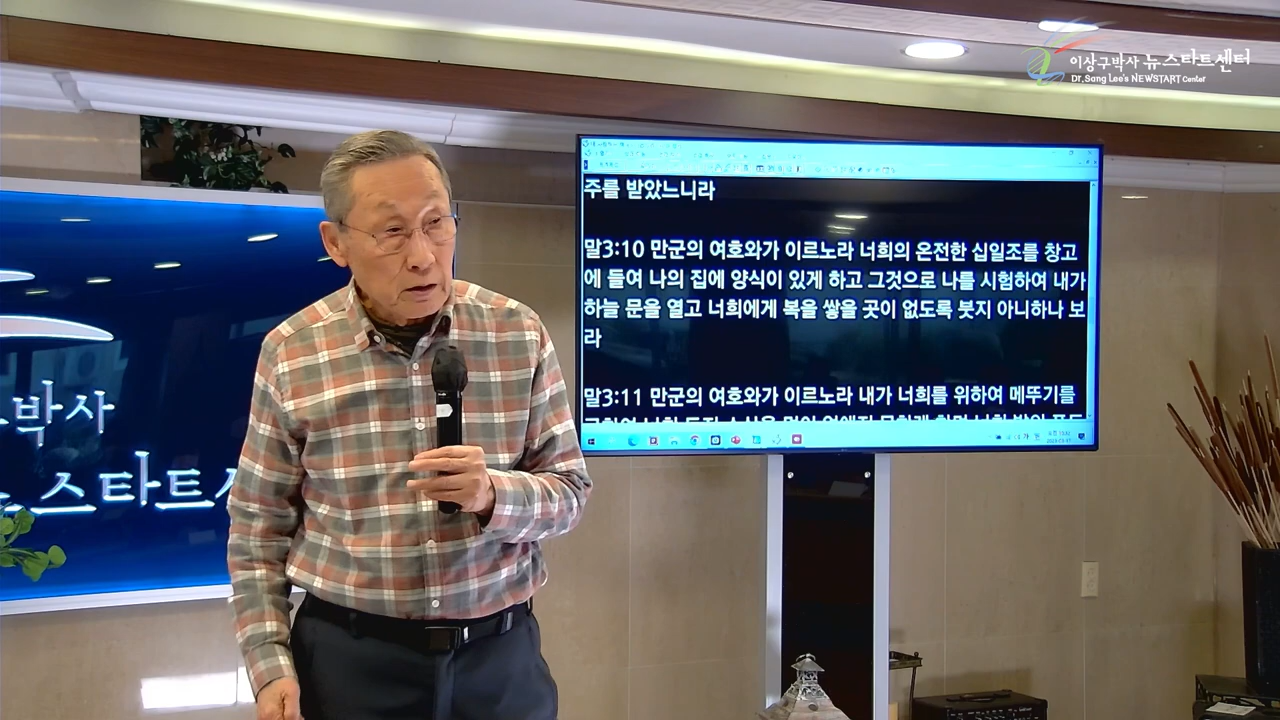 이상구박사 뉴스타트센터
Dr. Sang Lee's NEWSTART Center
주를 받았느니라
말3:10 만군의 여호와가 이르노라 너희의 온전한 십일조를 창고
에 들여 나의 집에 양식이 있게 하고 그것으로 나를 시험하여 내가
하늘 문을 열고 너희에게 복을 쌓을 곳이 없도록 붓지 아니하나 보
라
말3:11 만군의 여호와가 이르노라 내가 너희를 위하여 메뚜기를
박사
스타트